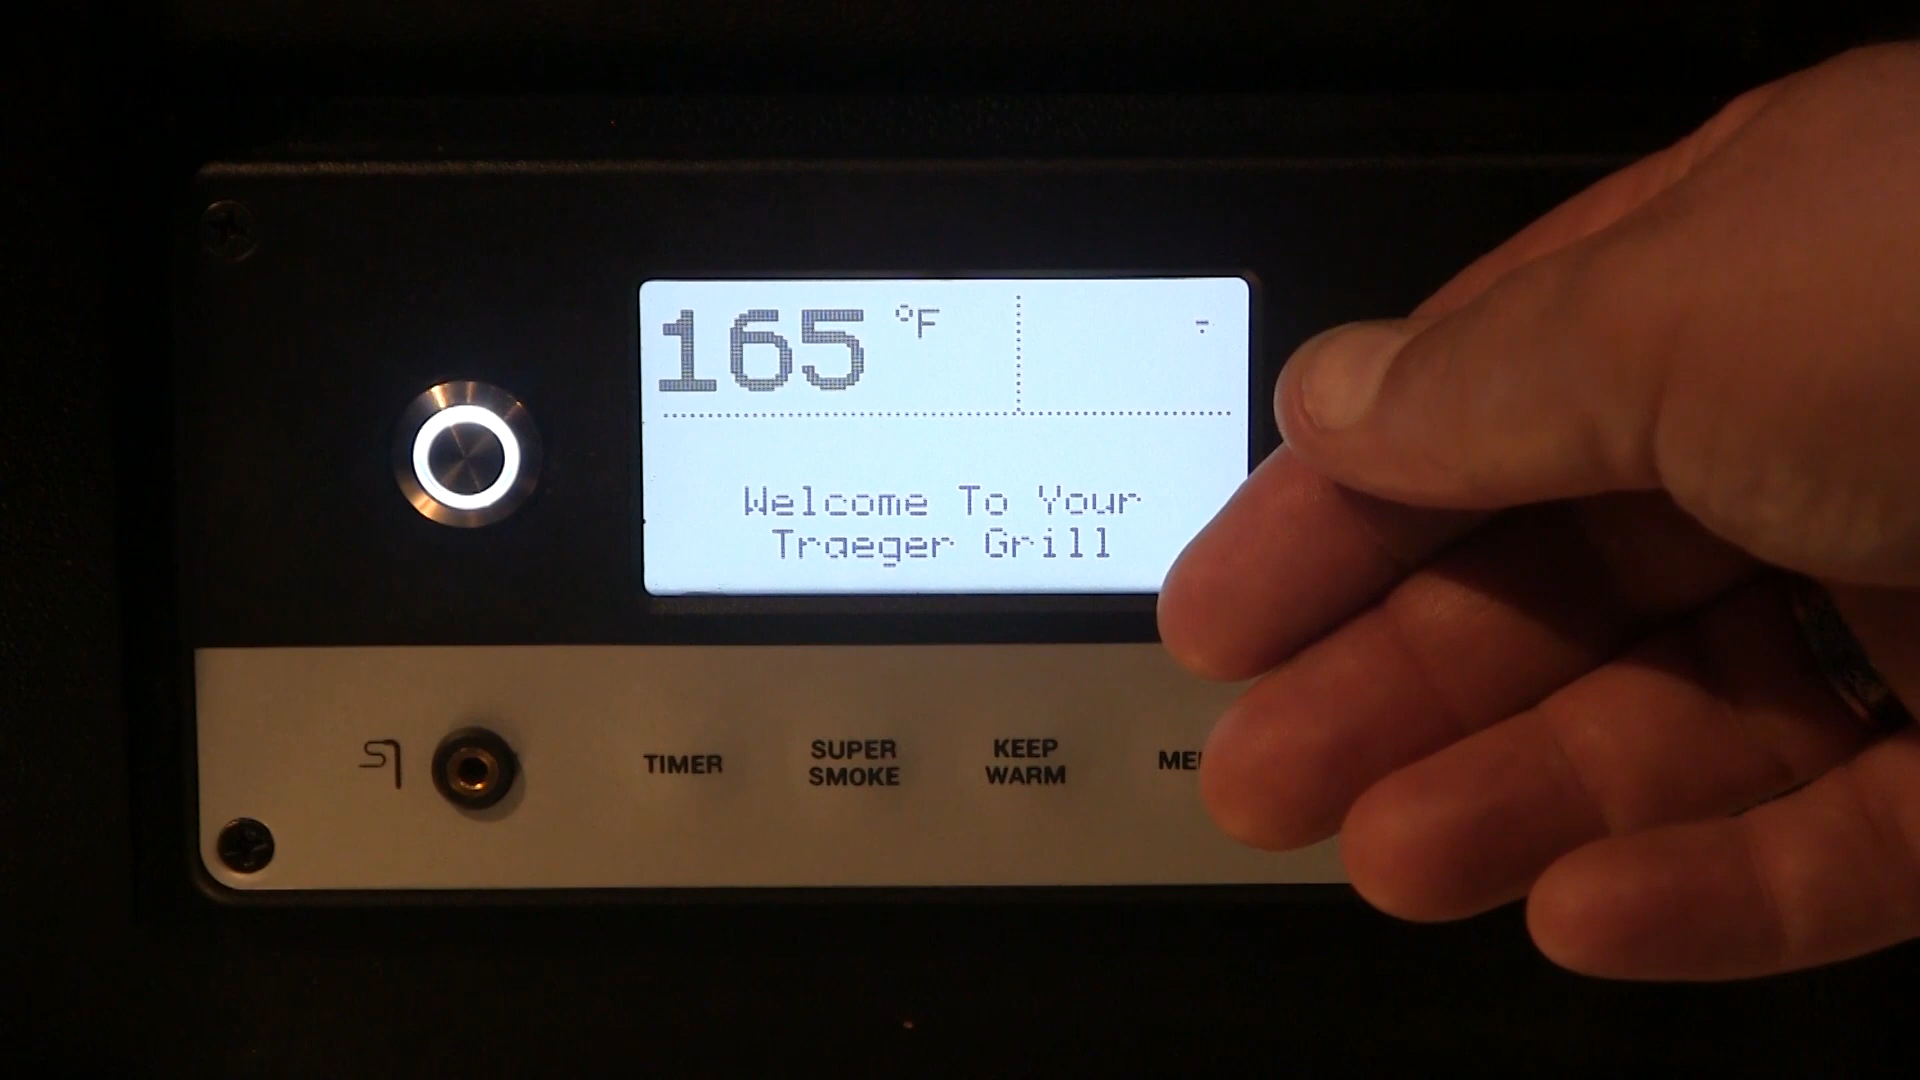 165 °F
Welcome To Your
Traeger Grill
TIMER
SUPER
SMOKE
KEEP
WARM